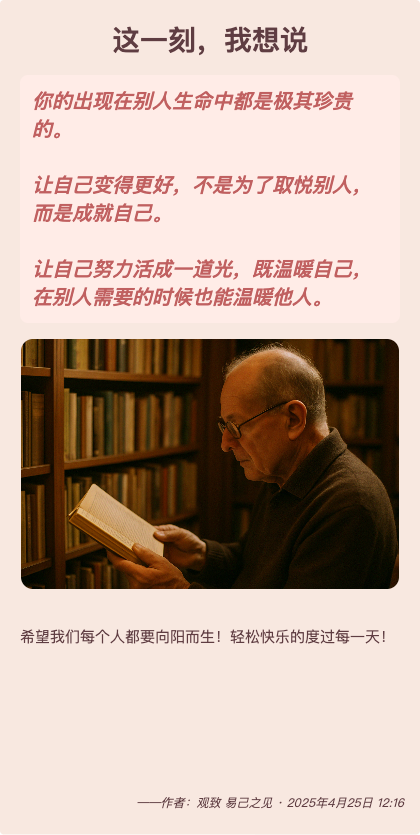 这一刻，我想说
你的出现在别人生命中都是极其珍贵
的。
让自己变得更好，不是为了取悦别人，
而是成就自己。
让自己努力活成一道光，既温暖自己，
在别人需要的时候也能温暖他人。
希望我们每个人都要向阳而生！轻松快乐的度过每一天！
——作者：观致 易己之见 · 2025年4月25日 12:16